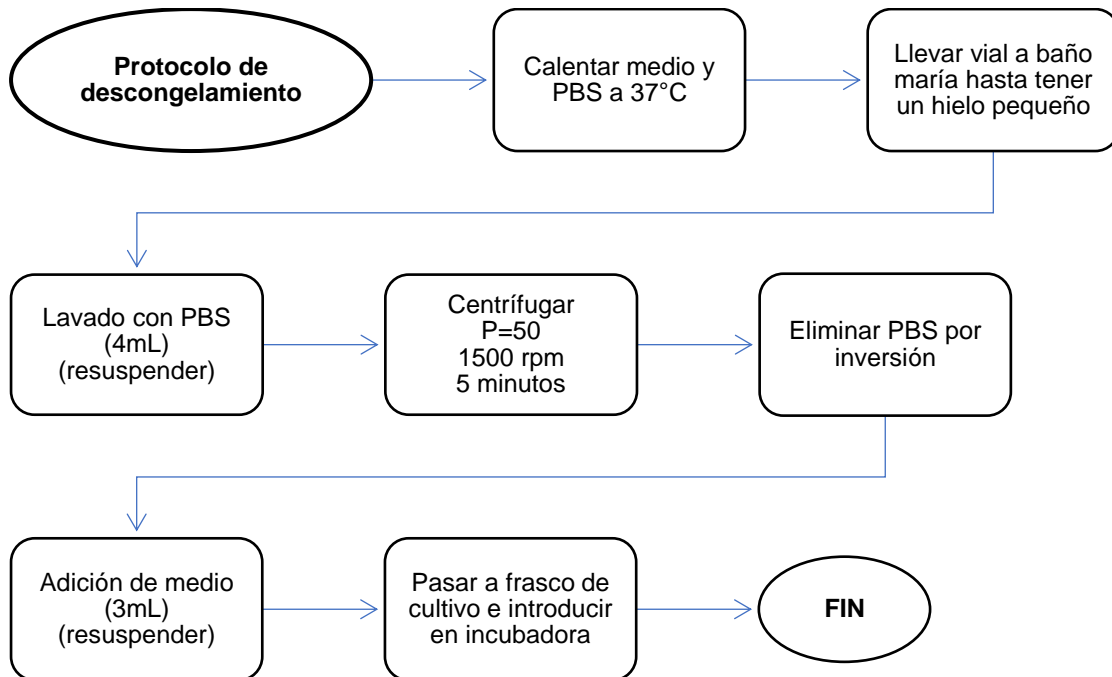 Protocolo de
descongelamiento
Calentar medio y
PBS a 37°C
Llevar vial a baño
maría hasta tener
un hielo pequeño
Lavado con PBS
(4mL)
(resuspender)
Centrífugar
P=50
1500 rpm
5 minutos
Eliminar PBS por
inversión
Adición de medio
(3mL)
(resuspender)
Pasar a frasco de
cultivo e introducir
en incubadora
FIN